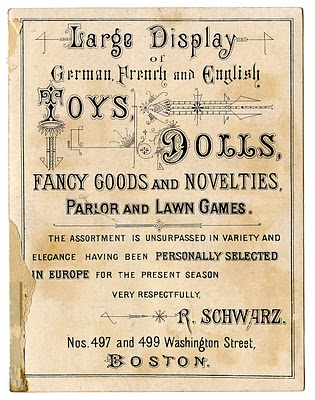 Large Display
of
German, French and English
TOYS,
DOLLS,
FANCY GOODS AND NOVELTIES,
PARLOR AND LAWN GAMES.
THE ASSORTMENT IS UNSURPASSED IN VARIETY AND
ELEGANCE HAVING BEEN PERSONALLY SELECTED
IN EUROPE FOR THE PRESENT SEASON
VERY RESPECTFULLY,
R. SCHWARZ.
Nos. 497 and 499 Washington Street,
BOSTON.